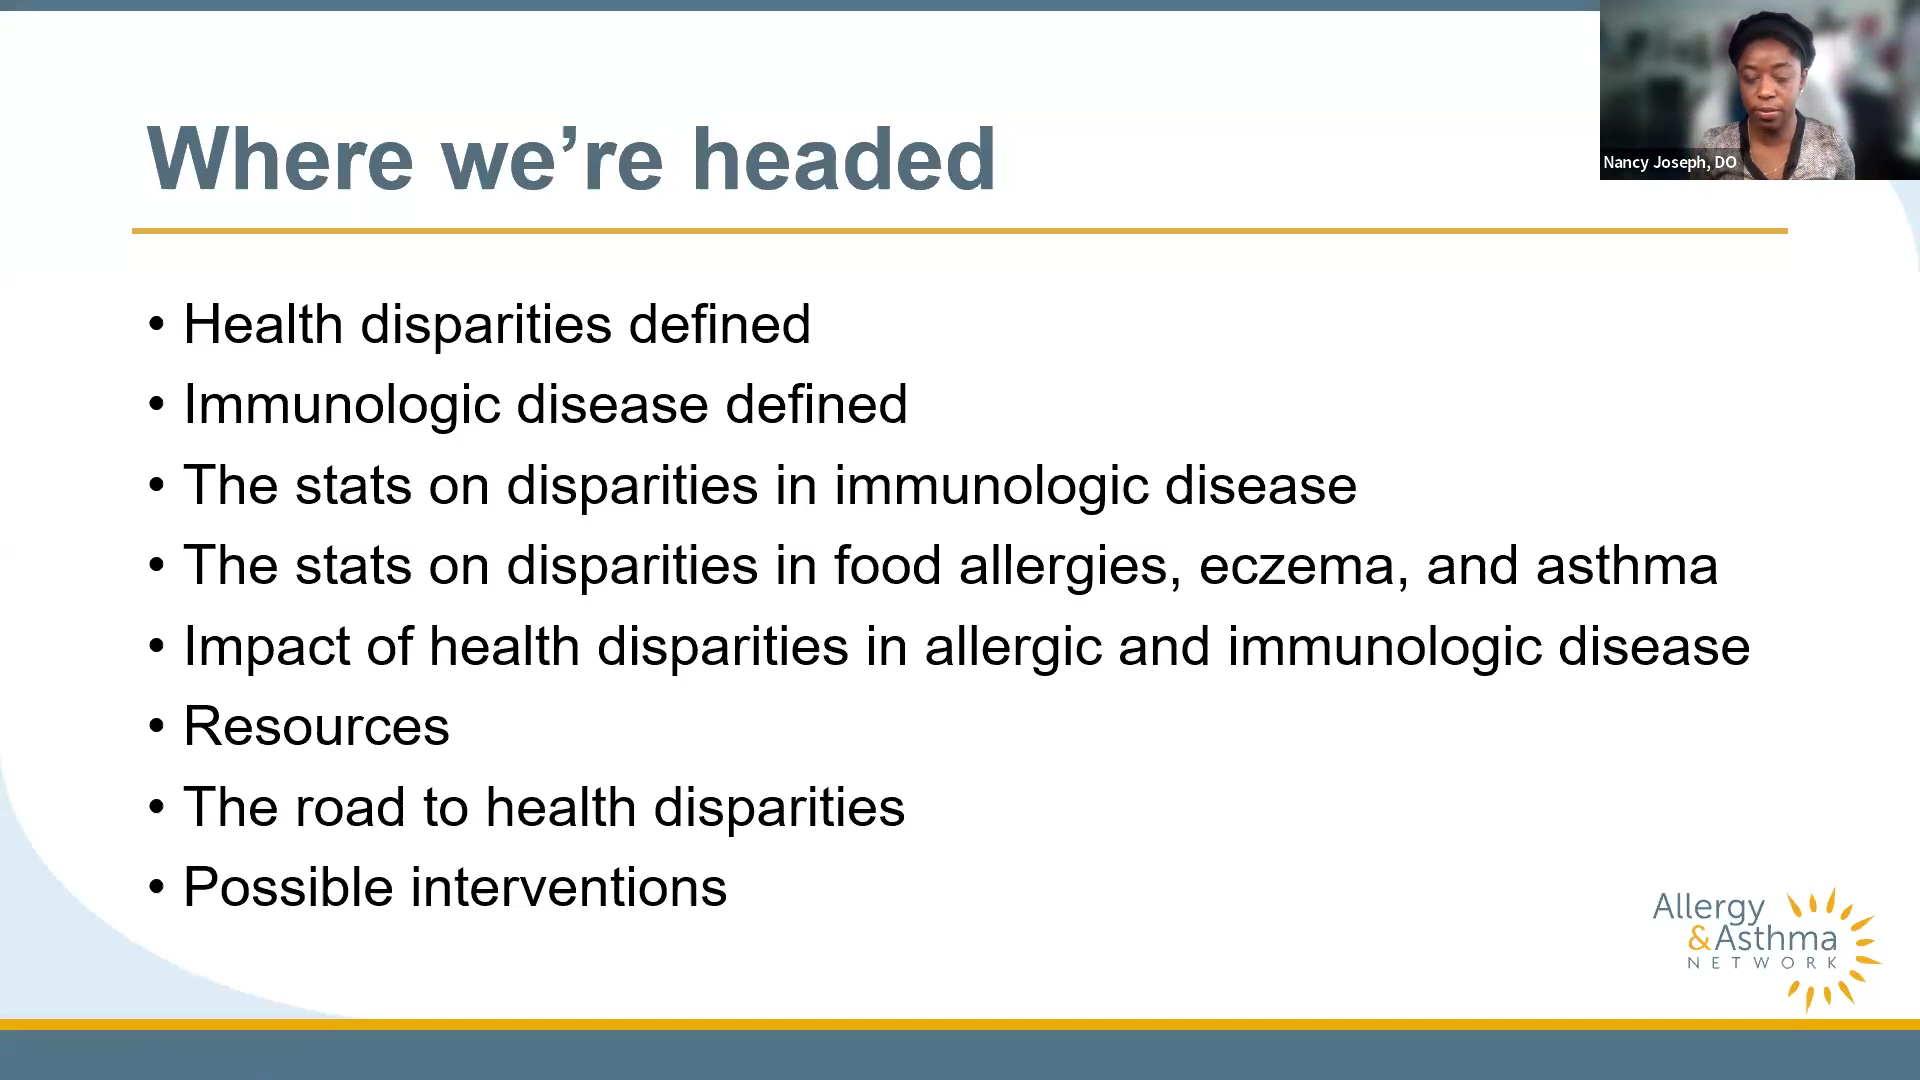 Where we’re headed
Nancy Joseph, DO
• Health disparities defined
• Immunologic disease defined
• The stats on disparities in immunologic disease
• The stats on disparities in food allergies, eczema, and asthma
• Impact of health disparities in allergic and immunologic disease
• Resources
• The road to health disparities
• Possible interventions
Allergy
&Asthma
NETWORK